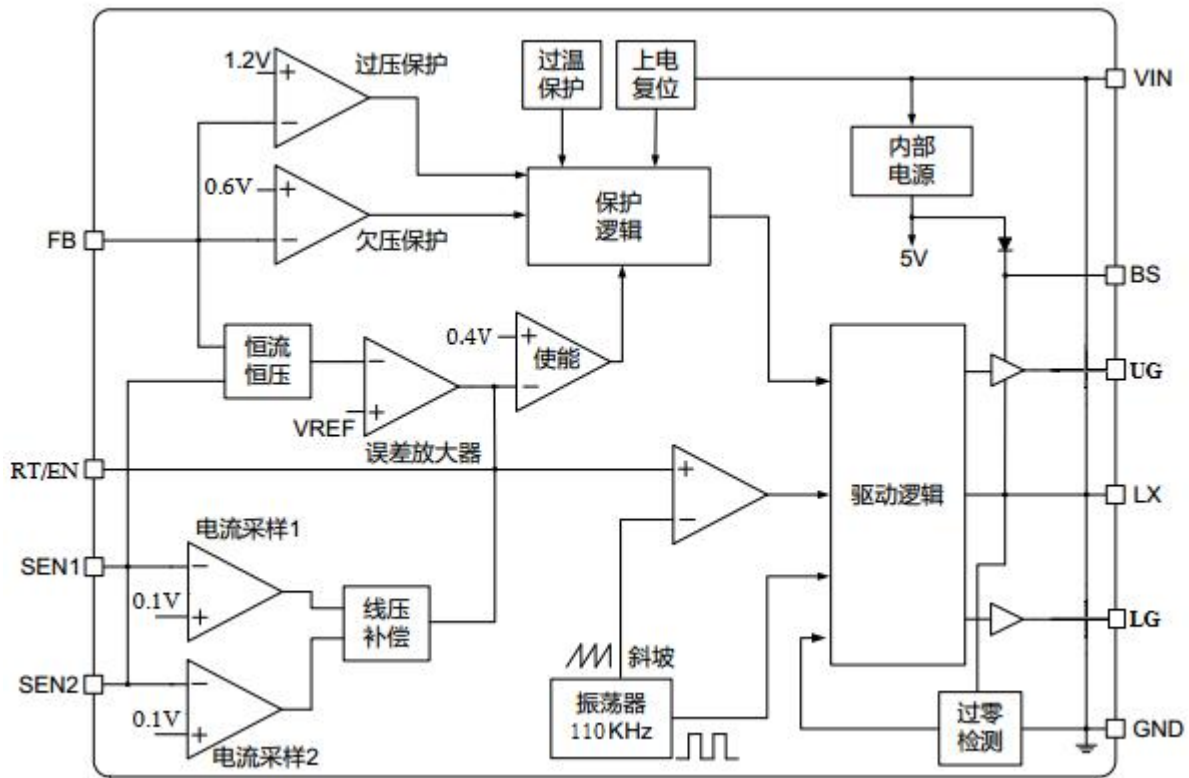 1.2V
过压保护
过温
保护
上电
复位
VIN
内部
电源
0.6V
保护
逻辑
FB
欠压保护
5V
BS
恒流
恒压
0.4V
使能
UG
VREF
误差放大器
RT/EN
驱动逻辑
LX
电流采样1
SEN1
0.1V
线压
补偿
LG
斜坡
SEN2
振荡器
110KHz
0.1V
过零
检测
GND
电流采样2